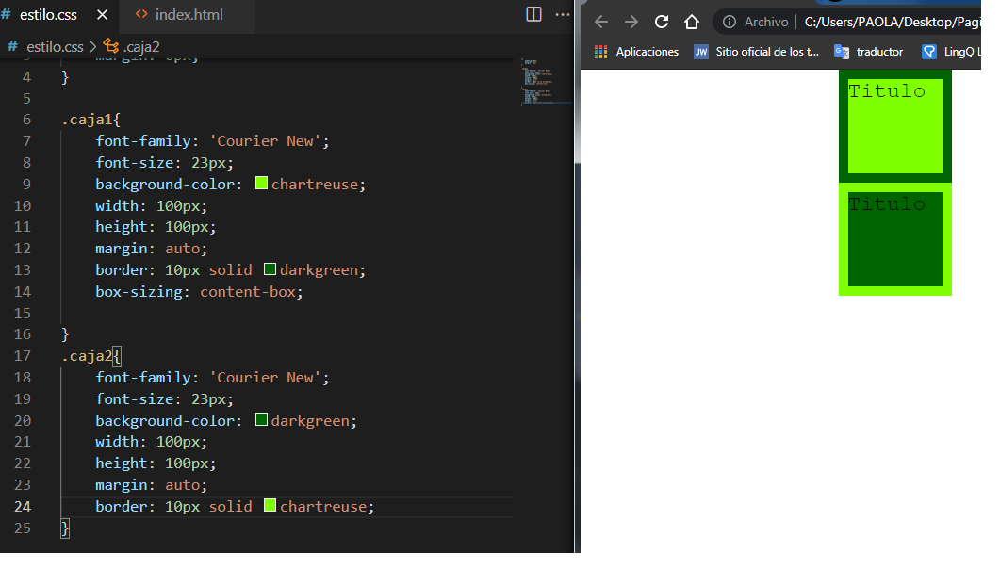 # estilo.css × <> index.html ...
# estilo.css > .caja2
4 }
5
6 .caja1{
7 font-family: 'Courier New';
8 font-size: 23px;
9 background-color: chartreuse;
10 width: 100px;
11 height: 100px;
12 margin: auto;
13 border: 10px solid darkgreen;
14 box-sizing: content-box;
15
16 }
17 .caja2{
18 font-family: 'Courier New';
19 font-size: 23px;
20 background-color: darkgreen;
21 width: 100px;
22 height: 100px;
23 margin: auto;
24 border: 10px solid chartreuse;
25 }
Archivo | C:/Users/PAOLA/Desktop/Pagi
Aplicaciones JW Sitio oficial de los t... traductor LingQ L
Titulo
Titulo